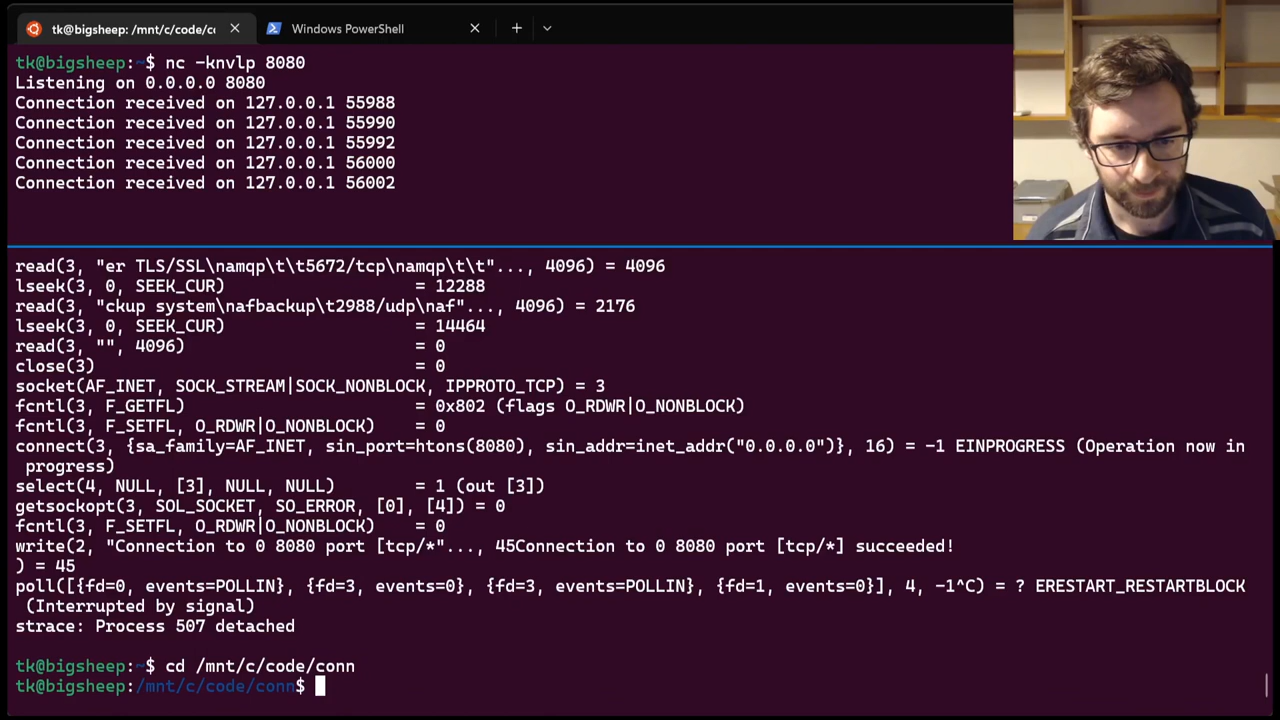 tk@bigsheep: /mnt/c/code/cc
Windows PowerShell
tk@bigsheep:~$ nc -knvlp 8080
Listening on 0.0.0.0 8080
Connection received on 127.0.0.1 55988
Connection received on 127.0.0.1 55990
Connection received on 127.0.0.1 55992
Connection received on 127.0.0.1 56000
Connection received on 127.0.0.1 56002
read(3, "er TLS/SSL\namqp\t\t5672/tcp\namqp\t\t"..., 4096) = 4096
lseek(3, 0, SEEK_CUR) = 12288
read(3, "ckup system\nafbackup\t2988/udp\naf"..., 4096) = 2176
lseek(3, 0, SEEK_CUR) = 14464
read(3, "", 4096) = 0
close(3) = 0
socket(AF_INET, SOCK_STREAM|SOCK_NONBLOCK, IPPROTO_TCP) = 3
fcntl(3, F_GETFL) = 0x802 (flags O_RDWR|O_NONBLOCK)
fcntl(3, F_SETFL, O_RDWR|O_NONBLOCK) = 0
connect(3, {sa_family=AF_INET, sin_port=htons(8080), sin_addr=inet_addr("0.0.0.0")}, 16) = -1 EINPROGRESS (Operation now in
progress)
select(4, NULL, [3], NULL, NULL) = 1 (out [3])
getsockopt(3, SOL_SOCKET, SO_ERROR, [0], [4]) = 0
fcntl(3, F_SETFL, O_RDWR|O_NONBLOCK) = 0
write(2, "Connection to 0 8080 port [tcp/*"..., 45Connection to 0 8080 port [tcp/*] succeeded!
) = 45
poll([{fd=0, events=POLLIN}, {fd=3, events=0}, {fd=3, events=POLLIN}, {fd=1, events=0}], 4, -1^C) = ? ERESTART_RESTARTBLOCK
(Interrupted by signal)
strace: Process 507 detached
tk@bigsheep:~$ cd /mnt/c/code/conn
tk@bigsheep:/mnt/c/code/conn$